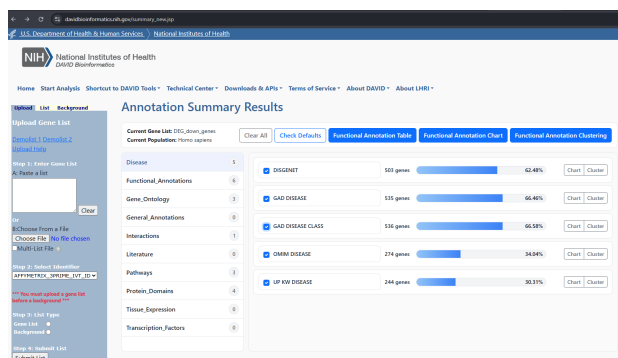 davidbioinformatics.nih.gov/summary_new.jsp
U.S. Department of Health & Human Services
National Institutes of Health
NIH
National Institutes of Health
DAVID Bioinformatics
Home Start Analysis Shortcut to DAVID Tools Technical Center Downloads & APIs Terms of Service About DAVID About LHRI
Upload List Background
Upload Gene List
Demolist 1 Demolist 2
Upload Help
Step 1: Enter Gene List
A: Paste a list
Clear
Or
B:Choose From a File
Choose File No file chosen
Multi-List File
Step 2: Select Identifier
AFFYMETRIX_3PRIME_IVT_ID
*** You must upload a gene list before a background ***
Step 3: List Type
Gene List
Background
Step 4: Submit List
Submit List
Annotation Summary Results
Current Gene List: DEG_down_genes
Current Population: Homo sapiens
Clear All Check Defaults Functional Annotation Table Functional Annotation Chart Functional Annotation Clustering
Disease 5
Functional_Annotations 6
Gene_Ontology 3
General_Annotations 0
Interactions 1
Literature 0
Pathways 3
Protein_Domains 4
Tissue_Expression 0
Transcription_Factors 0
DISGENET 503 genes 62.48% Chart Cluster
GAD DISEASE 535 genes 66.46% Chart Cluster
GAD DISEASE CLASS 536 genes 66.58% Chart Cluster
OMIM DISEASE 274 genes 34.04% Chart Cluster
UP KW DISEASE 244 genes 30.31% Chart Cluster